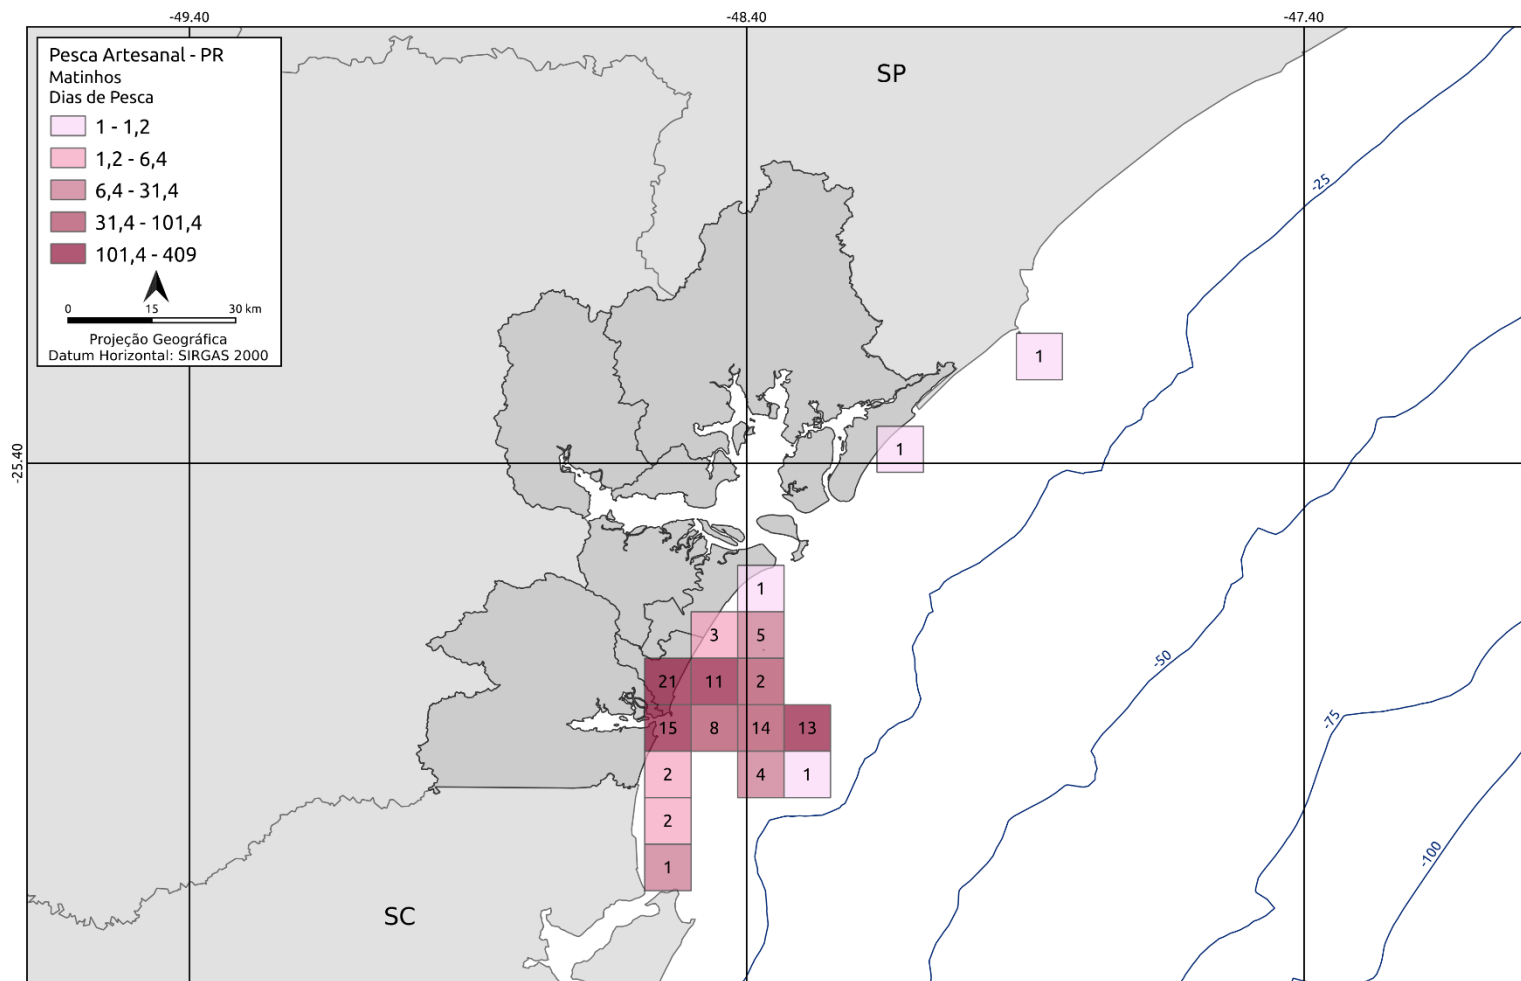 -49.40
-48.40
-47.40
Pesca Artesanal - PR
Matinhos
Dias de Pesca
1 - 1,2
1,2 - 6,4
6,4 - 31,4
31,4 - 101,4
101,4 - 409
0 15 30 km
Projeção Geográfica
Datum Horizontal: SIRGAS 2000
SP
-25
1
-25.40
1
1
3 5
21 11 2
-50
15 8 14 13
-75
2 4 1
2
-100
1
SC